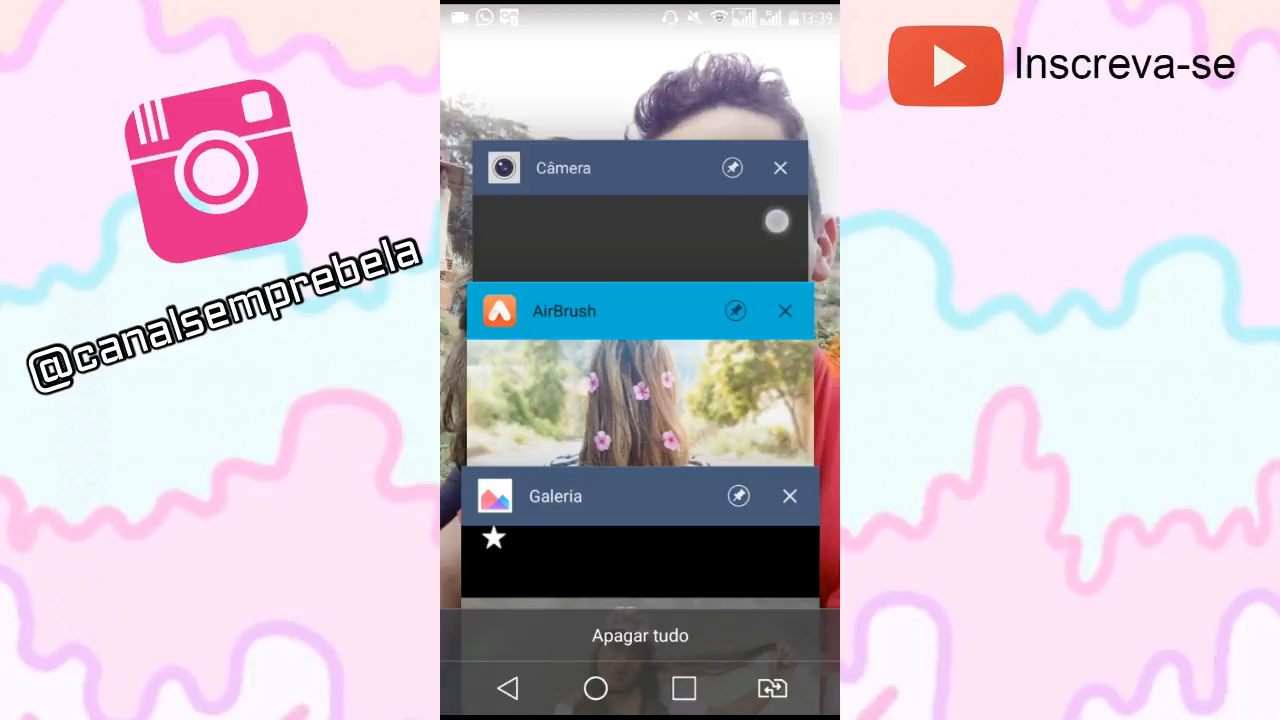 13:39
Inscreva-se
Câmera
@canalsemprebela
AirBrush
Galeria
Apagar tudo